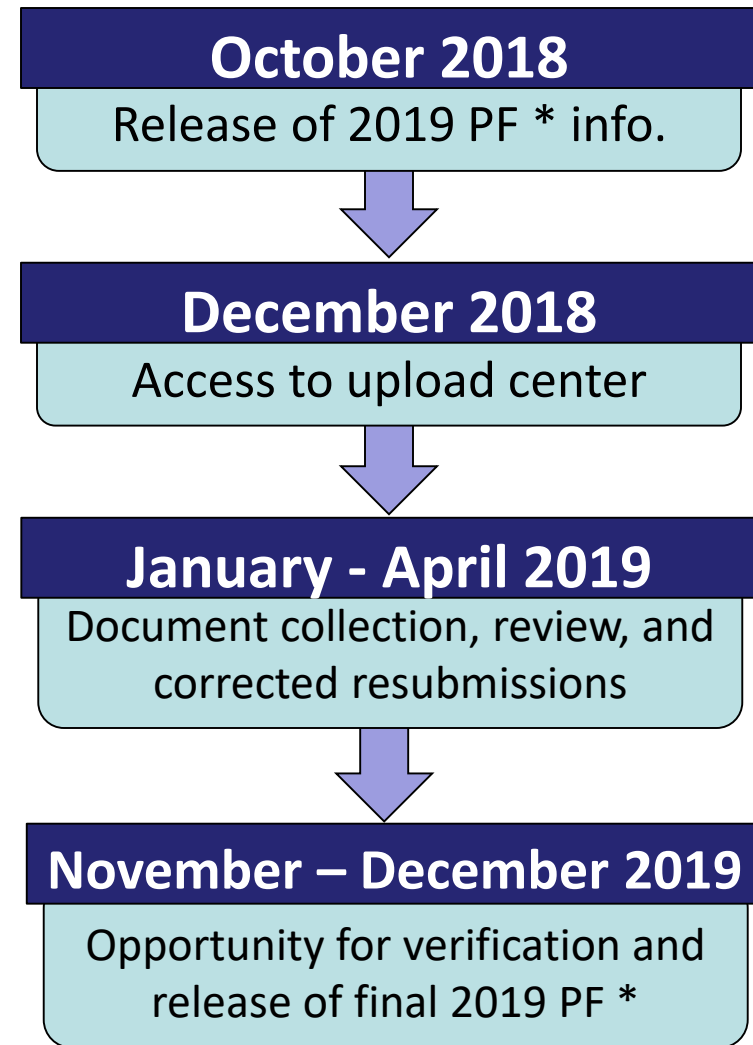 October 2018
Release of 2019 PF * info.
December 2018
Access to upload center
January - April 2019
Document collection, review, and
corrected resubmissions
November – December 2019
Opportunity for verification and
release of final 2019 PF *